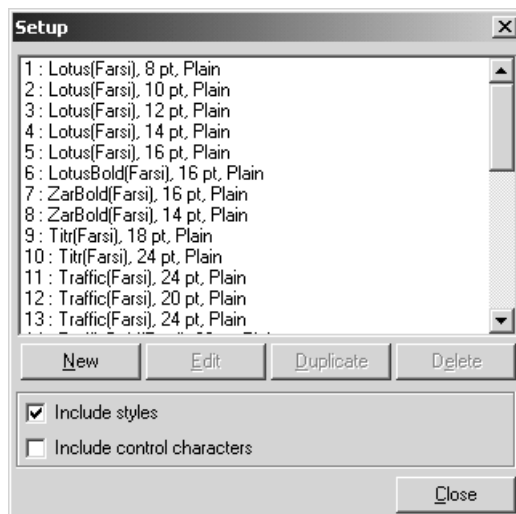 Setup
1 : Lotus(Farsi), 8 pt, Plain
2 : Lotus(Farsi), 10 pt, Plain
3 : Lotus(Farsi), 12 pt, Plain
4 : Lotus(Farsi), 14 pt, Plain
5 : Lotus(Farsi), 16 pt, Plain
6 : LotusBold(Farsi), 16 pt, Plain
7 : ZarBold(Farsi), 16 pt, Plain
8 : ZarBold(Farsi), 14 pt, Plain
9 : Titr(Farsi), 18 pt, Plain
10 : Titr(Farsi), 24 pt, Plain
11 : Traffic(Farsi), 24 pt, Plain
12 : Traffic(Farsi), 20 pt, Plain
13 : Traffic(Farsi), 24 pt, Plain
New Edit Duplicate Delete
Include styles
Include control characters
Close